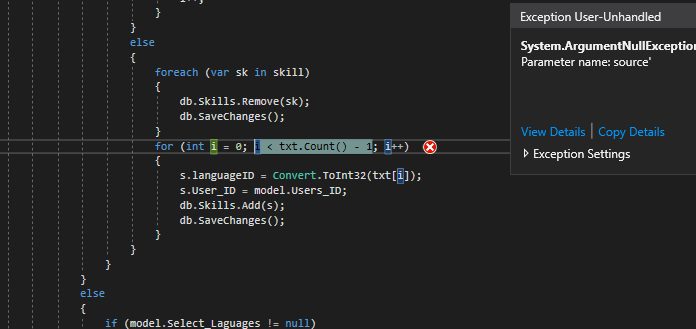 i++;
}
}
else
{
foreach (var sk in skill)
{
db.Skills.Remove(sk);
db.SaveChanges();
}
for (int i = 0; i < txt.Count() - 1; i++)
{
s.languageID = Convert.ToInt32(txt[i]);
s.User_ID = model.Users_ID;
db.Skills.Add(s);
db.SaveChanges();
}
}
}
}
else
{
if (model.Select_Laguages != null)
Exception User-Unhandled
System.ArgumentNullException
Parameter name: source'
View Details | Copy Details
Exception Settings